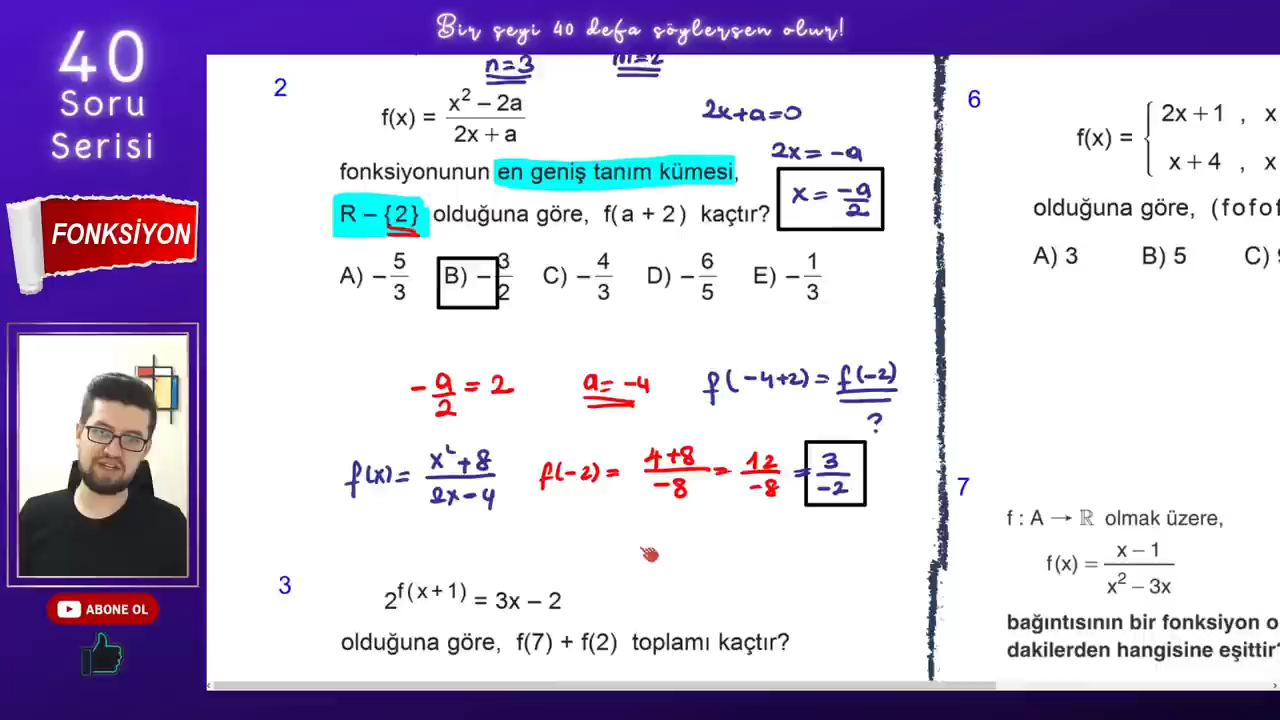 Bir şeyi 40 defa söylersen olur!
40
Soru
Serisi
FONKSİYON
ABONE OL
n=3
m=2
2
f(x) = x² − 2a / 2x + a
2x+a=0
2x = -a
x = -a/2
fonksiyonunun en geniş tanım kümesi,
R – {2} olduğuna göre, f(a + 2) kaçtır?
A) −5/3 B) −3/2 C) −4/3 D) −6/5 E) −1/3
-a/2 = 2 a= -4 f(-4+2) = f(-2)
?
f(x) = x²+8 / 2x-4 f(-2) = 4+8 / -8 = 12/-8 = 3/-2
3
2^f(x+1) = 3x − 2
olduğuna göre, f(7) + f(2) toplamı kaçtır?
6
f(x) = { 2x + 1 , x
x + 4 , x
olduğuna göre, (fofof
A) 3 B) 5 C)
7
f : A → ℝ olmak üzere,
f(x) = x − 1 / x² − 3x
bağıntısının bir fonksiyon o
dakilerden hangisine eşittir?